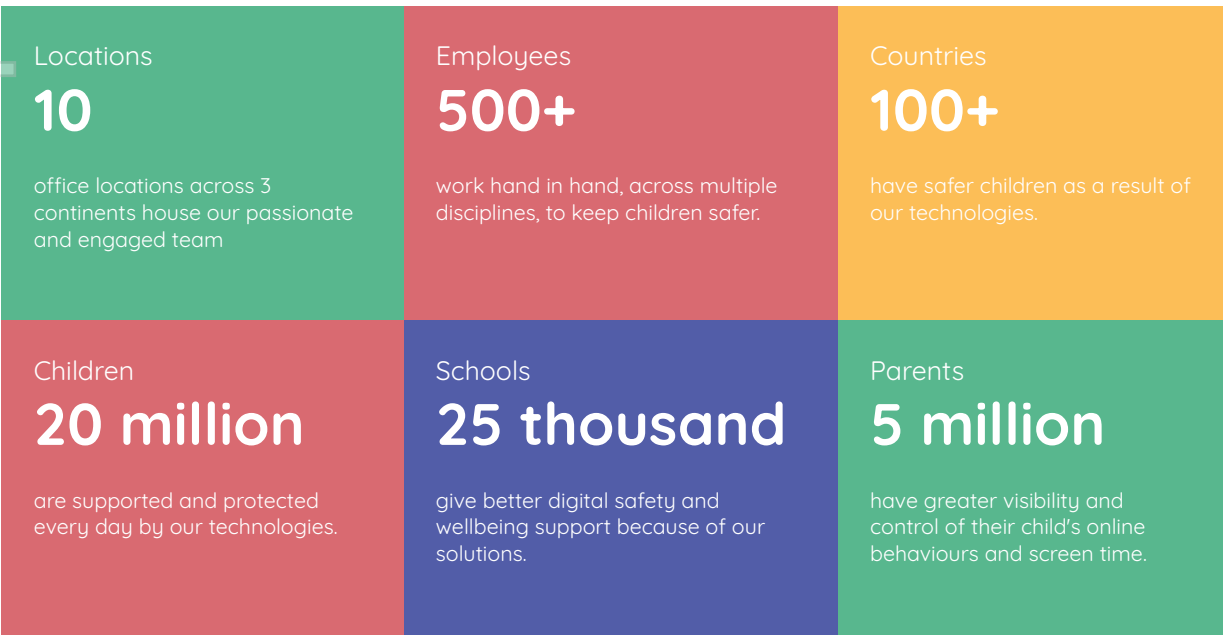 Locations
10
office locations across 3
continents house our passionate
and engaged team
Employees
500+
work hand in hand, across multiple
disciplines, to keep children safer.
Countries
100+
have safer children as a result of
our technologies.
Children
20 million
are supported and protected
every day by our technologies.
Schools
25 thousand
give better digital safety and
wellbeing support because of our
solutions.
Parents
5 million
have greater visibility and
control of their child's online
behaviours and screen time.